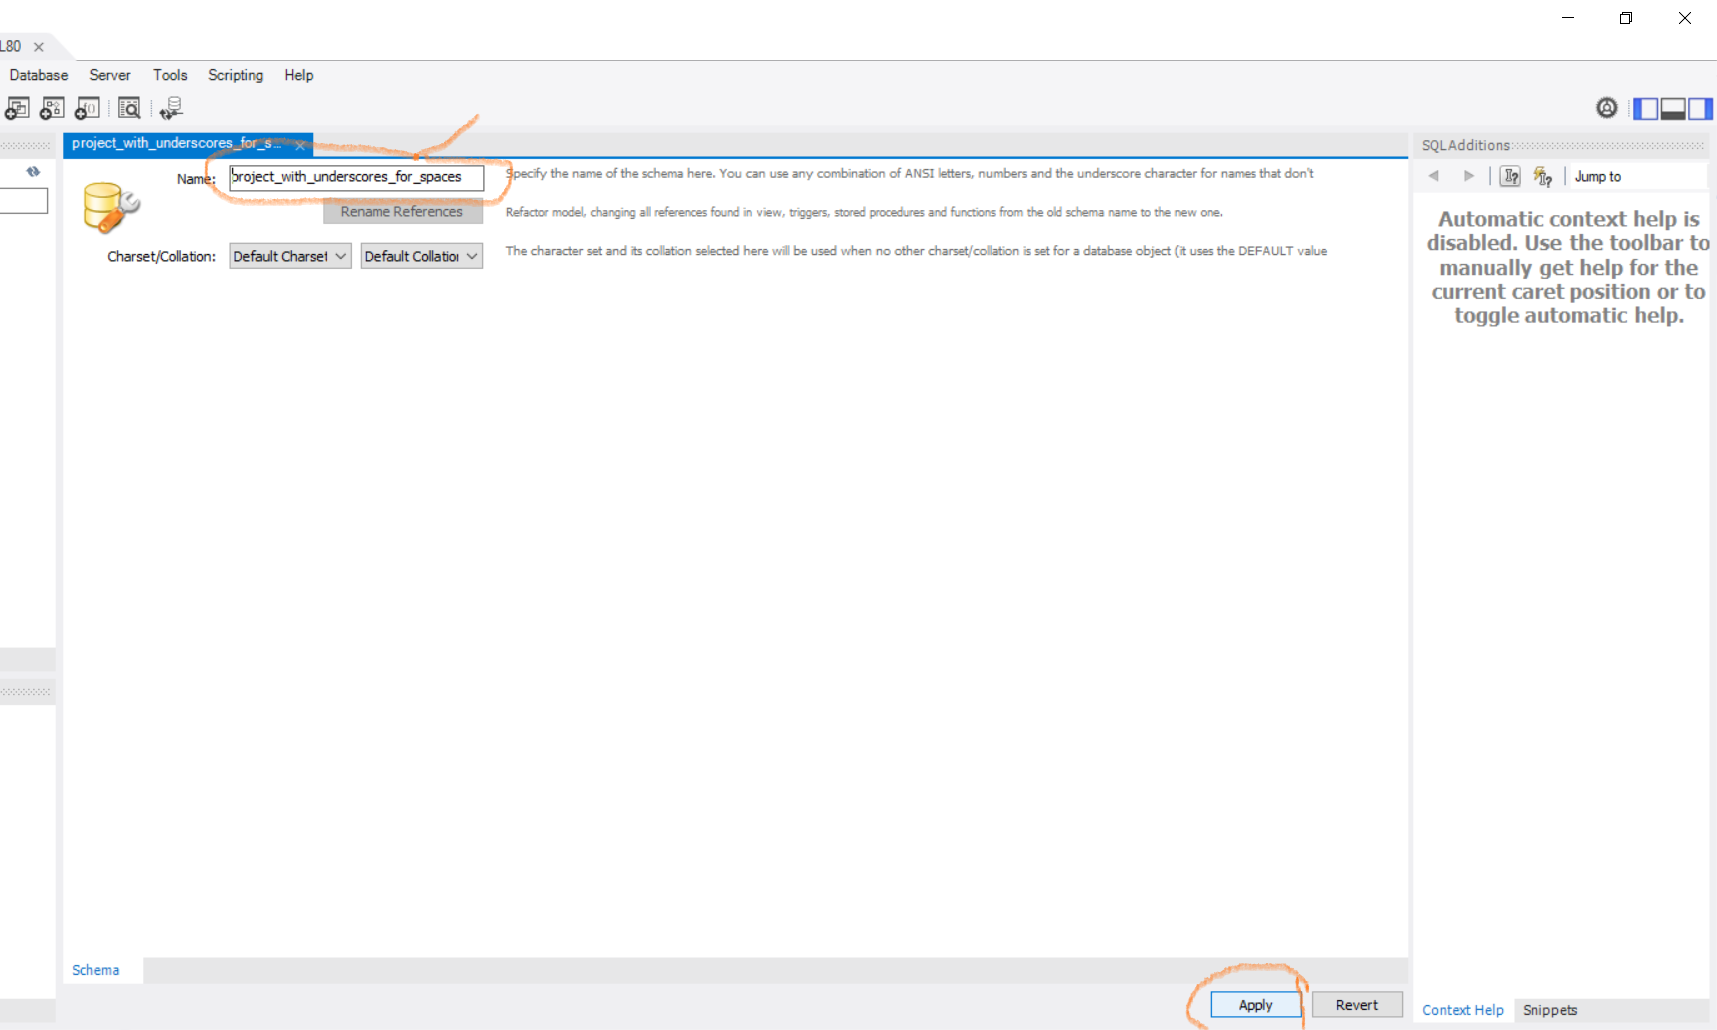 L80
Database Server Tools Scripting Help
project_with_underscores_for_s...
SQLAdditions
Name: project_with_underscores_for_spaces
Specify the name of the schema here. You can use any combination of ANSI letters, numbers and the underscore character for names that don't
Jump to
Rename References
Refactor model, changing all references found in view, triggers, stored procedures and functions from the old schema name to the new one.
Charset/Collation: Default Charset Default Collation
The character set and its collation selected here will be used when no other charset/collation is set for a database object (it uses the DEFAULT value
Automatic context help is
disabled. Use the toolbar to
manually get help for the
current caret position or to
toggle automatic help.
Schema
Apply Revert
Context Help Snippets